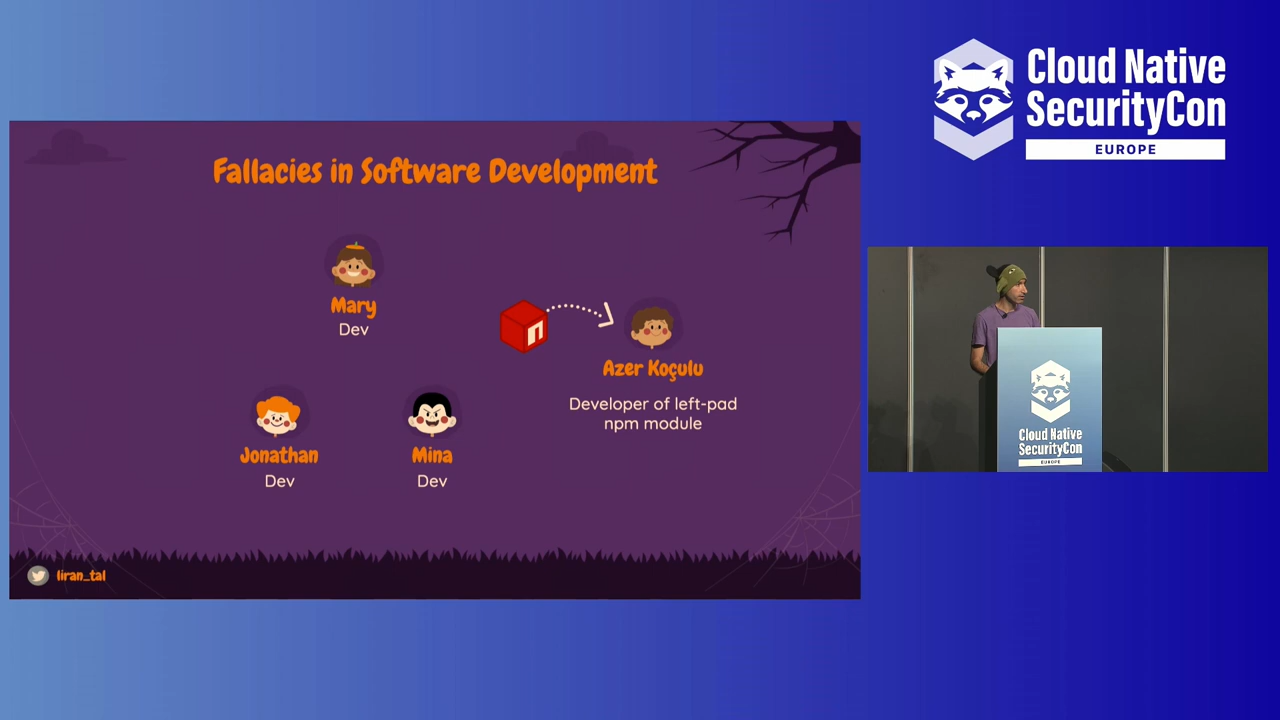 Cloud Native
SecurityCon
EUROPE
Fallacies in Software Development
Mary
Dev
n
Azer Koçulu
Developer of left-pad
npm module
Jonathan
Dev
Mina
Dev
liran_tal
Cloud Native
SecurityCon
EUROPE